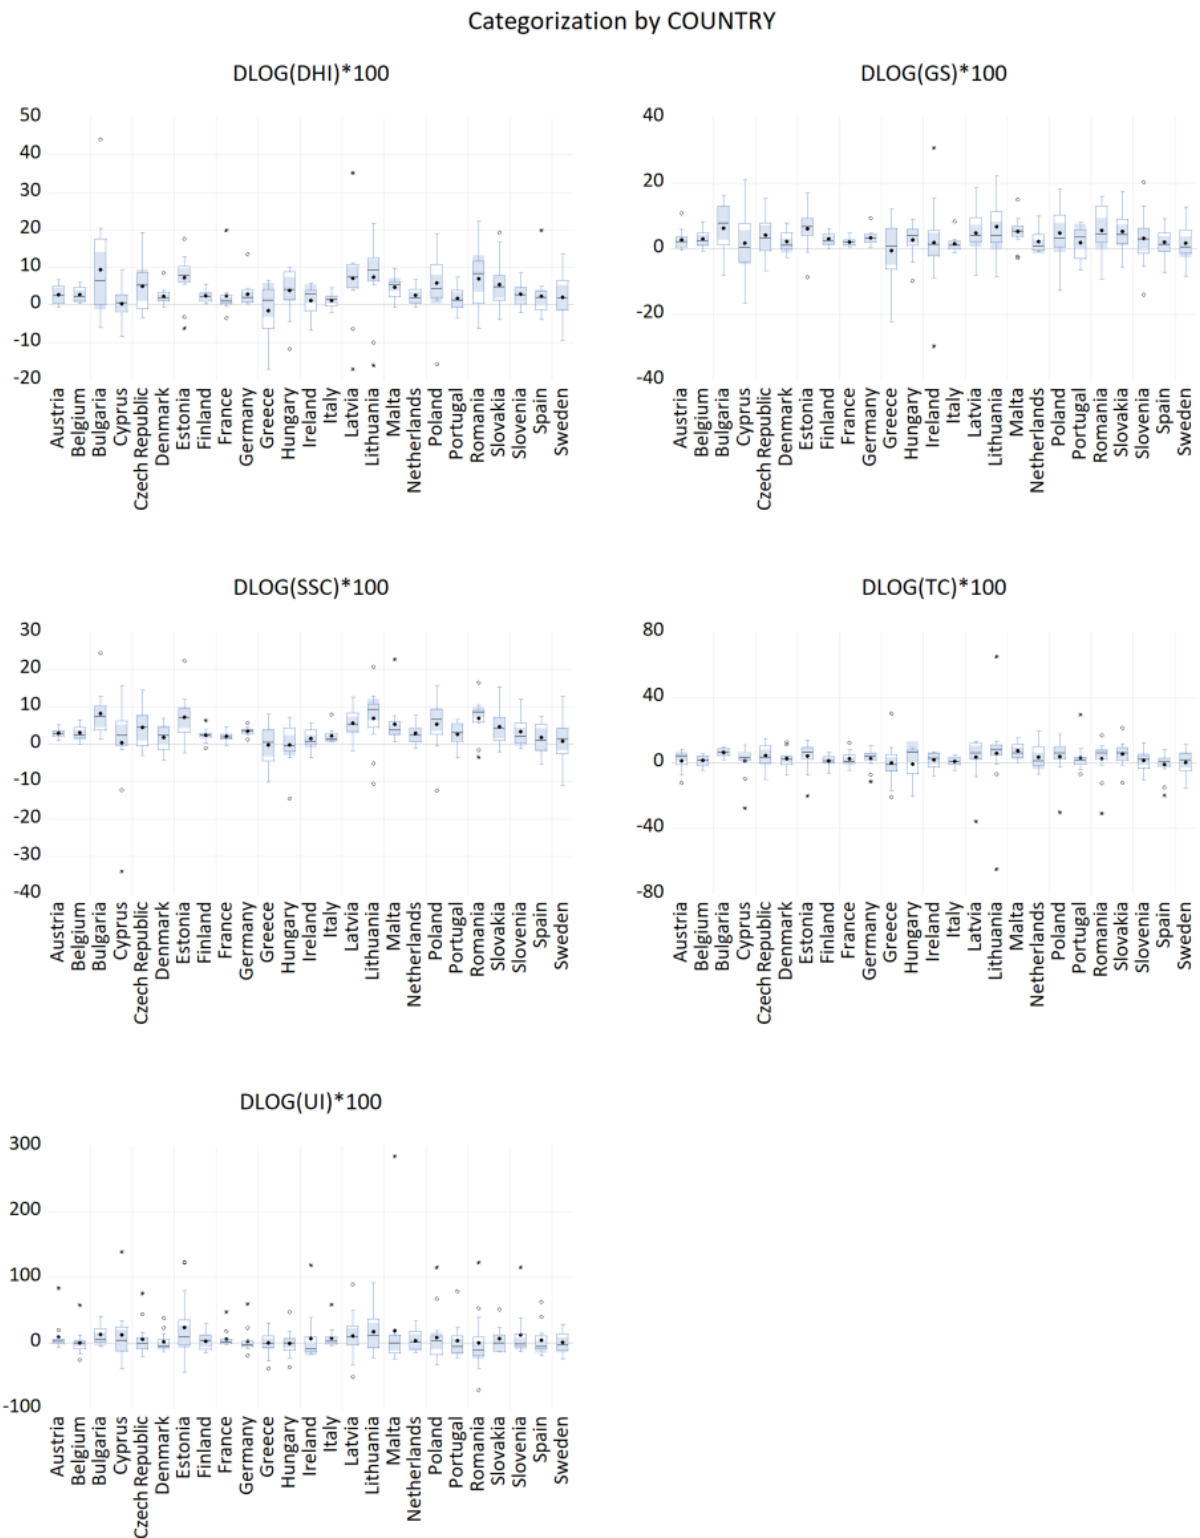 Categorization by COUNTRY
DLOG(DHI)*100
50
40
30
20
10
0
-10
-20
Austria
Belgium
Bulgaria
Cyprus
Czech Republic
Denmark
Estonia
Finland
France
Germany
Greece
Hungary
Ireland
Italy
Latvia
Lithuania
Malta
Netherlands
Poland
Portugal
Romania
Slovakia
Slovenia
Spain
Sweden
DLOG(GS)*100
40
20
0
-20
-40
Austria
Belgium
Bulgaria
Cyprus
Czech Republic
Denmark
Estonia
Finland
France
Germany
Greece
Hungary
Ireland
Italy
Latvia
Lithuania
Malta
Netherlands
Poland
Portugal
Romania
Slovakia
Slovenia
Spain
Sweden
DLOG(SSC)*100
30
20
10
0
-10
-20
-30
-40
Austria
Belgium
Bulgaria
Cyprus
Czech Republic
Denmark
Estonia
Finland
France
Germany
Greece
Hungary
Ireland
Italy
Latvia
Lithuania
Malta
Netherlands
Poland
Portugal
Romania
Slovakia
Slovenia
Spain
Sweden
DLOG(TC)*100
80
40
0
-40
-80
Austria
Belgium
Bulgaria
Cyprus
Czech Republic
Denmark
Estonia
Finland
France
Germany
Greece
Hungary
Ireland
Italy
Latvia
Lithuania
Malta
Netherlands
Poland
Portugal
Romania
Slovakia
Slovenia
Spain
Sweden
DLOG(UI)*100
300
200
100
0
-100
Austria
Belgium
Bulgaria
Cyprus
Czech Republic
Denmark
Estonia
Finland
France
Germany
Greece
Hungary
Ireland
Italy
Latvia
Lithuania
Malta
Netherlands
Poland
Portugal
Romania
Slovakia
Slovenia
Spain
Sweden